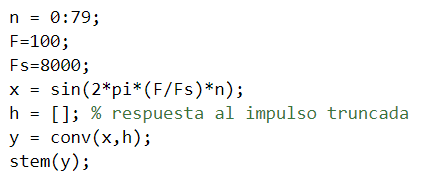 n = 0:79;
F=100;
Fs=8000;
x = sin(2*pi*(F/Fs)*n);
h = []; % respuesta al impulso truncada
y = conv(x,h);
stem(y);